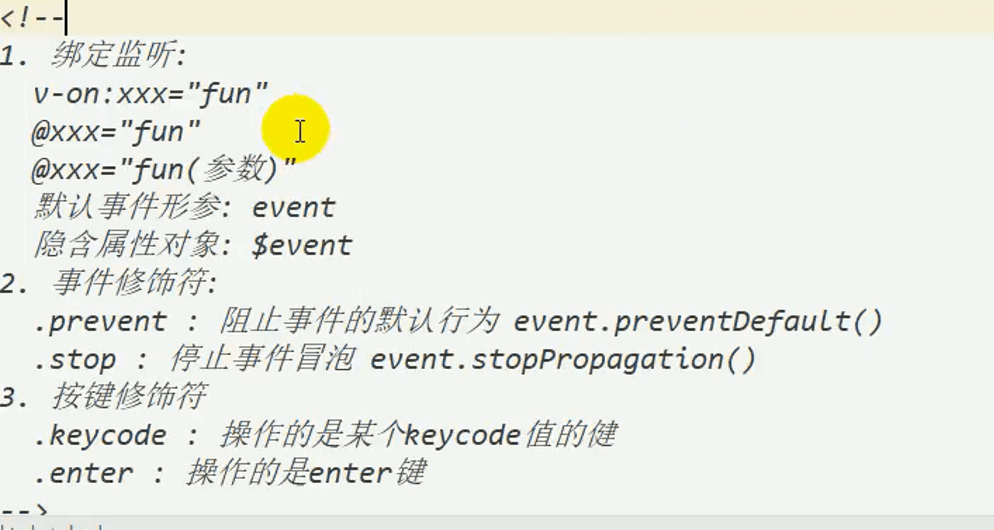 <!--
1. 绑定监听:
v-on:xxx="fun"
@xxx="fun"
@xxx="fun(参数)"
默认事件形参: event
隐含属性对象: $event
2. 事件修饰符:
.prevent : 阻止事件的默认行为 event.preventDefault()
.stop : 停止事件冒泡 event.stopPropagation()
3. 按键修饰符
.keycode : 操作的是某个keycode值的健
.enter : 操作的是enter键
-->